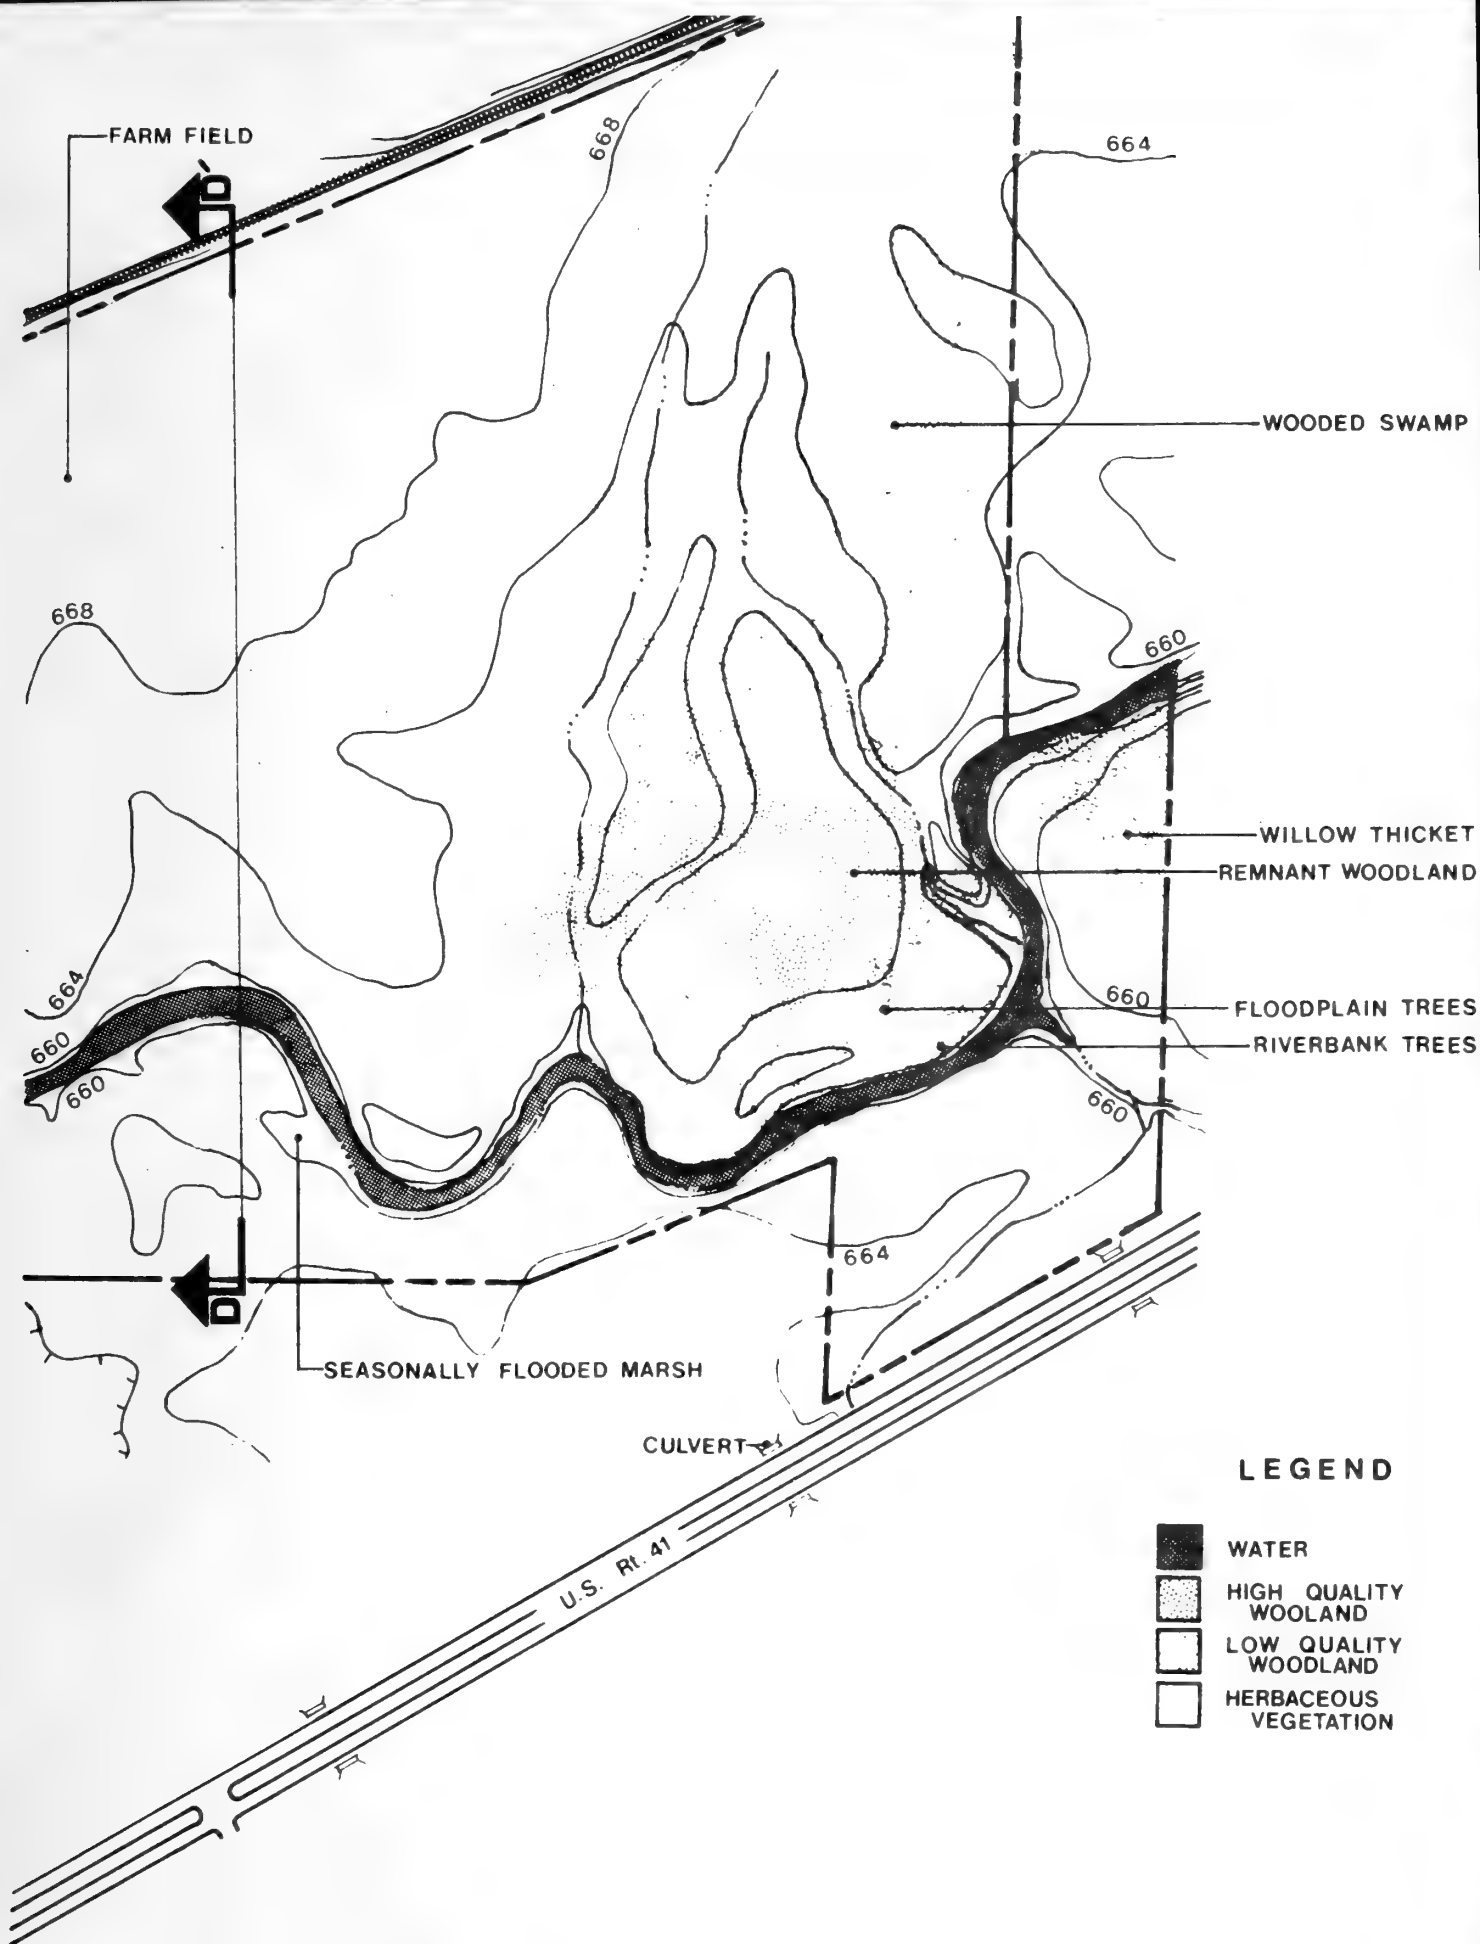 FARM FIELD
D'
668
664
WOODED SWAMP
668
660
WILLOW THICKET
REMNANT WOODLAND
664
660
FLOODPLAIN TREES
660
RIVERBANK TREES
660
660
664
D
SEASONALLY FLOODED MARSH
CULVERT
U.S. Rt. 41
LEGEND
WATER
HIGH QUALITY
WOOLAND
LOW QUALITY
WOODLAND
HERBACEOUS
VEGETATION